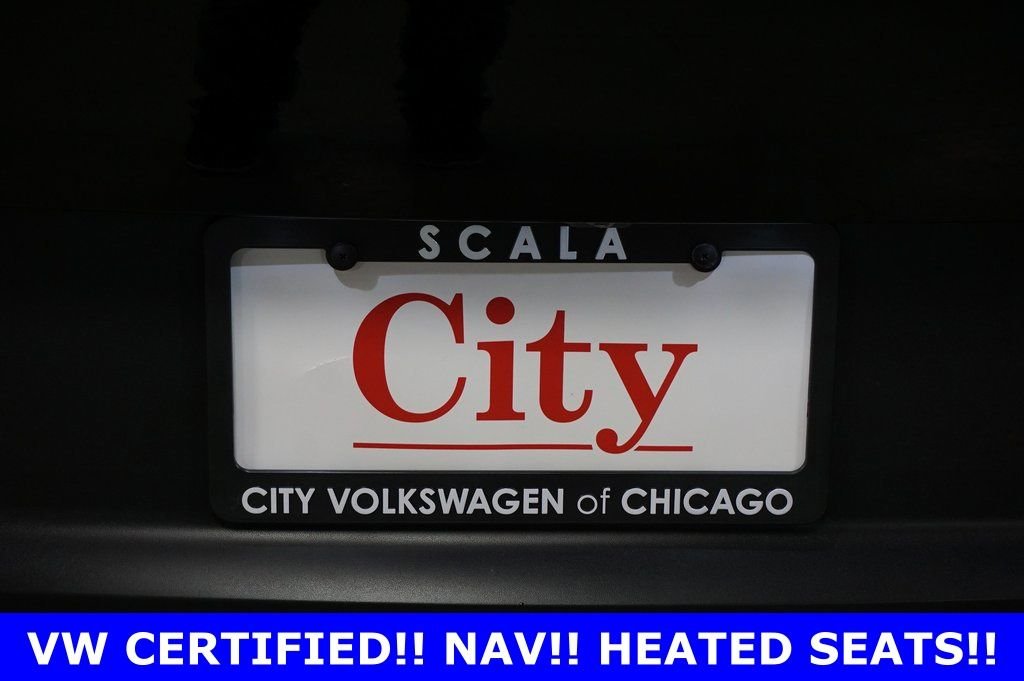 SCALA
City
CITY VOLKSWAGEN of CHICAGO
VW CERTIFIED!! NAV!! HEATED SEATS!!